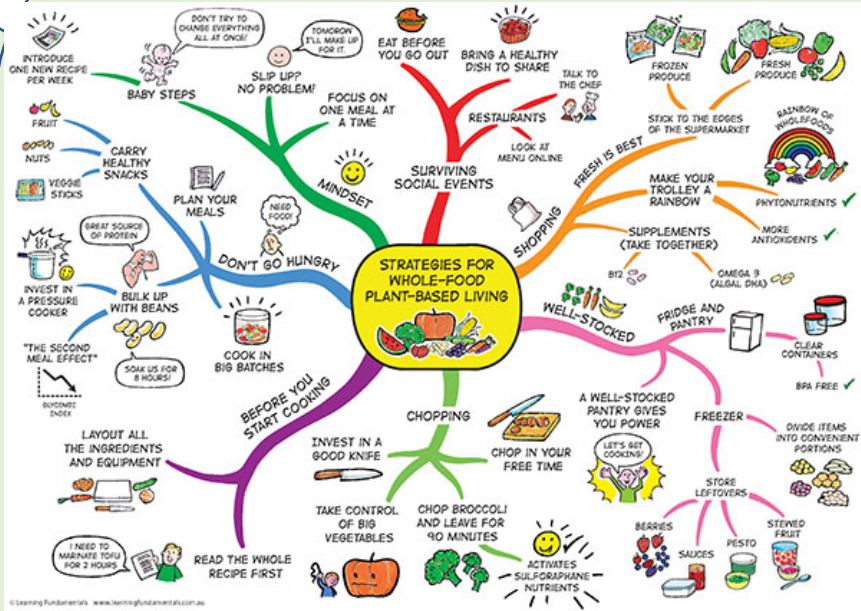 STRATEGIES FOR
WHOLE-FOOD
PLANT-BASED LIVING
MINDSET
BABY STEPS
DON'T TRY TO
CHANGE EVERYTHING
ALL AT ONCE!
INTRODUCE
ONE NEW RECIPE
PER WEEK
SLIP UP?
NO PROBLEM!
TOMOROW
I'LL MAKE UP
FOR IT.
FOCUS ON
ONE MEAL AT
A TIME
SURVIVING
SOCIAL EVENTS
EAT BEFORE
YOU GO OUT
BRING A HEALTHY
DISH TO SHARE
RESTAURANTS
TALK TO
THE CHEF
LOOK AT
MENU ONLINE
SHOPPING
FRESH IS BEST
STICK TO THE EDGES
OF THE SUPERMARKET
FROZEN
PRODUCE
FRESH
PRODUCE
MAKE YOUR
TROLLEY A
RAINBOW
RAINBOW OF
WHOLEFOODS
PHYTONUTRIENTS
MORE
ANTIOXIDENTS
SUPPLEMENTS
(TAKE TOGETHER)
B12
OMEGA 3
(ALGAL DHA)
WELL-STOCKED
FRIDGE AND
PANTRY
CLEAR
CONTAINERS
BPA FREE
A WELL-STOCKED
PANTRY GIVES
YOU POWER
LET'S GET
COOKING!
FREEZER
DIVIDE ITEMS
INTO CONVENIENT
PORTIONS
STORE
LEFTOVERS
BERRIES
SAUCES
PESTO
STEWED
FRUIT
CHOPPING
INVEST IN A
GOOD KNIFE
CHOP IN YOUR
FREE TIME
TAKE CONTROL
OF BIG
VEGETABLES
CHOP BROCCOLI
AND LEAVE FOR
90 MINUTES
ACTIVATES
SULFORAPHANE
NUTRIENTS
BEFORE YOU
START COOKING
LAYOUT ALL
THE INGREDIENTS
AND EQUIPMENT
READ THE WHOLE
RECIPE FIRST
I NEED TO
MARINATE TOFU
FOR 2 HOURS
DON'T GO HUNGRY
NEED
FOOD!
PLAN YOUR
MEALS
CARRY
HEALTHY
SNACKS
FRUIT
NUTS
VEGGIE
STICKS
BULK UP
WITH BEANS
GREAT SOURCE
OF PROTEIN
INVEST IN
A PRESSURE
COOKER
"THE SECOND
MEAL EFFECT"
GLYCEMIC
INDEX
SOAK US FOR
8 HOURS!
COOK IN
BIG BATCHES
© Learning Fundamentals www.learningfundamentals.com.au